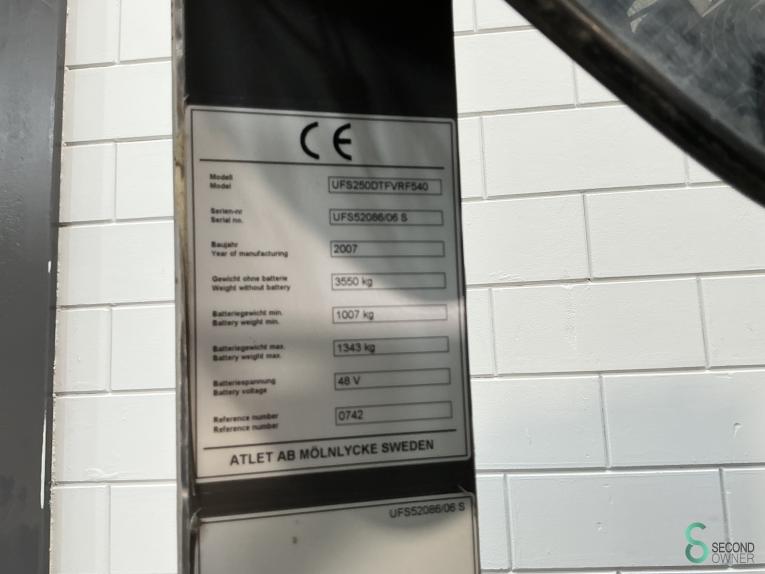 CE
Modell
Model
UFS250DTFVRF540
Serien-nr
Serial no.
UFS52086/06 S
Baujahr
Year of manufacturing
2007
Gewicht ohne batterie
Weight without battery
3550 kg
Batteriegewicht min.
Battery weight min.
1007 kg
Batteriegewicht max.
Battery weight max.
1343 kg
Batteriespannung
Battery voltage
48 V
Reference number
Reference number
0742
ATLET AB MÖLNLYCKE SWEDEN
UFS52086/06 S
SECOND
OWNER